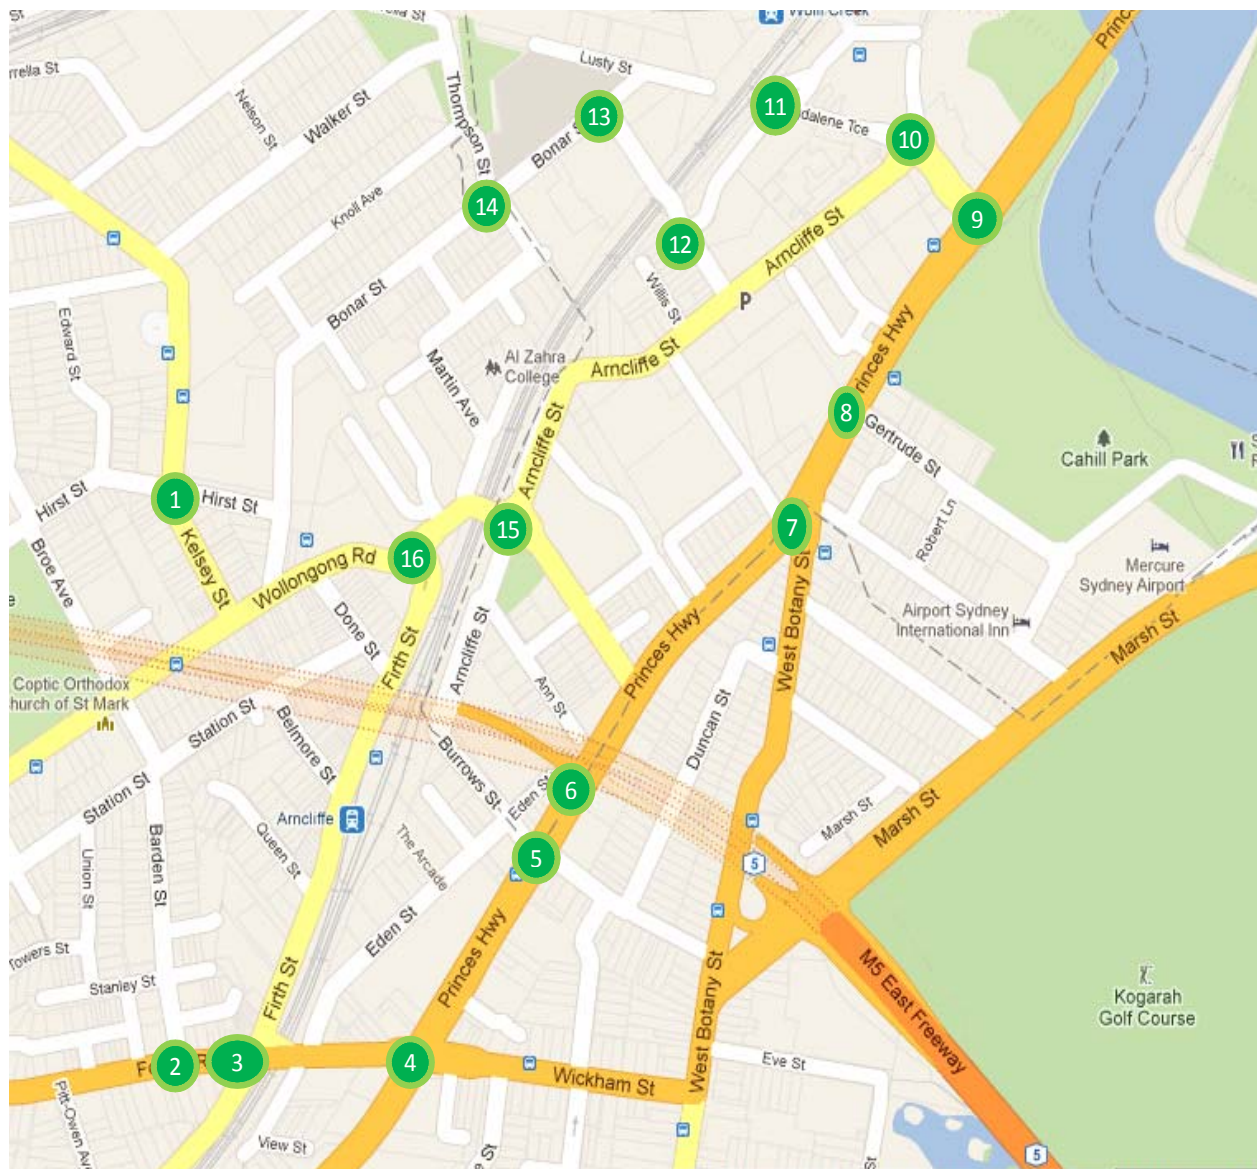 Wolli Creek
Princ
Lusty St
Thompson St
Nelson St
Walker St
13
11
dalene Tce
10
Bonar S
Knoll Ave
14
9
12
Arncliffe St
Willis St
P
Bonar St
Edward St
Princes Hwy
Al Zahra
College
Arncliffe St
Martin Ave
8
Gertrude St
Cahill Park
Arncliffe St
Hirst St
1
Hirst St
Robert Ln
15
7
Kelsey St
Broe Ave
Wollongong Rd
16
Mercure
Sydney Airport
Done St
West Botany St
Airport Sydney
International Inn
Firth St
Arncliffe St
Princes Hwy
Marsh St
Coptic Orthodox
hurch of St Mark
Ann St
Station St
Belmore St
Duncan St
Burrows St
Eden St
6
Station St
Arncliffe
Marsh St
Marsh St
Queen St
The Arcade
5
5
Barden St
Union St
Eden St
Towers St
Princes Hwy
M5 East Freeway
Firth St
Stanley St
West Botany St
Kogarah
Golf Course
2
3
4
Eve St
Wickham St
Pitt-Owen Av
View St
5